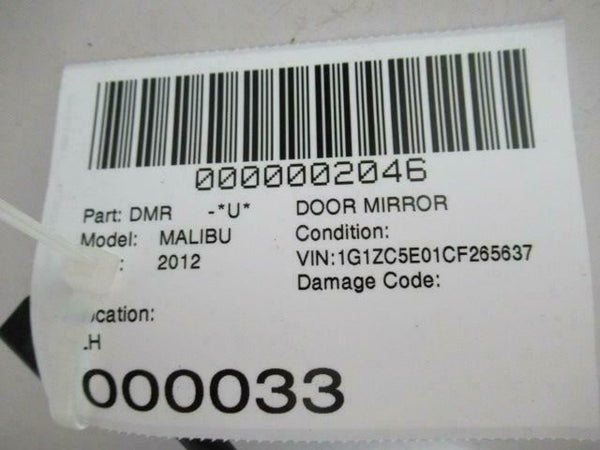 0000002046
Part: DMR -*U* DOOR MIRROR
Model: MALIBU Condition:
: 2012 VIN:1G1ZC5E01CF265637
Damage Code:
ocation:
LH
000033